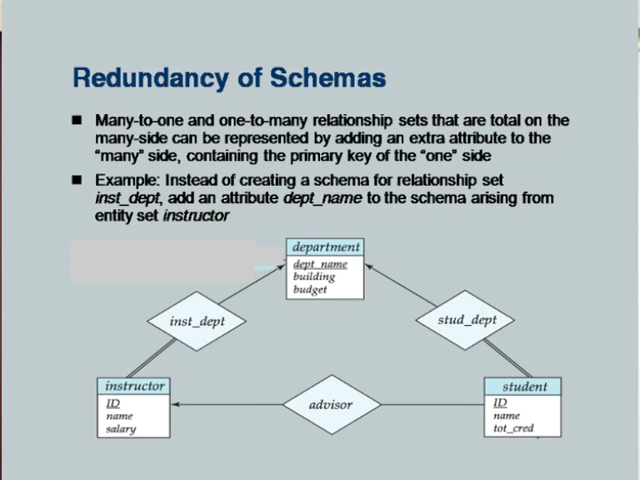 Redundancy of Schemas
Many-to-one and one-to-many relationship sets that are total on the
many-side can be represented by adding an extra attribute to the
"many" side, containing the primary key of the "one" side
Example: Instead of creating a schema for relationship set
inst_dept, add an attribute dept_name to the schema arising from
entity set instructor
department
dept_name
building
budget
inst_dept
stud_dept
instructor
ID
name
salary
advisor
student
ID
name
tot_cred